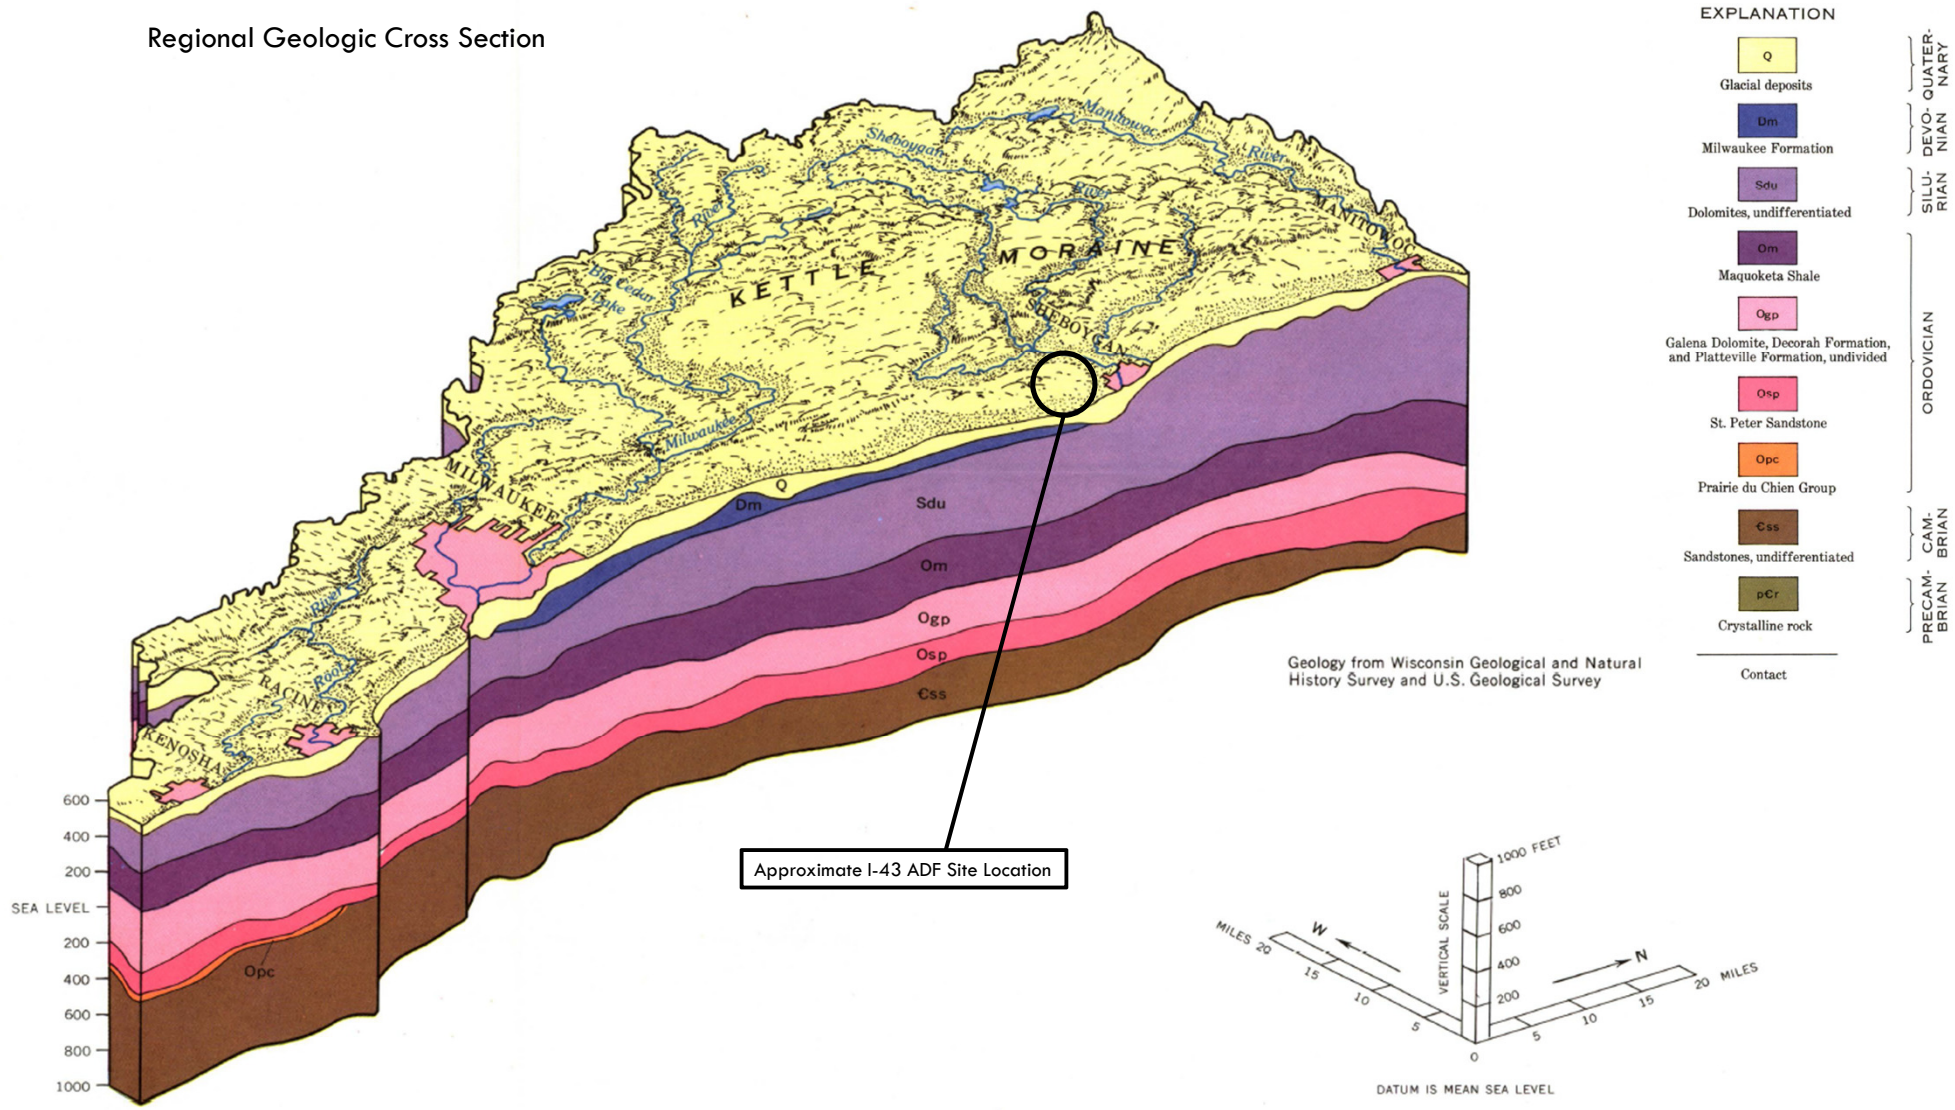 Regional Geologic Cross Section
EXPLANATION
Q
Glacial deposits
QUATER-
NARY
Dm
Milwaukee Formation
DEVO-
NIAN
Sdu
Dolomites, undifferentiated
SILU-
RIAN
Om
Maquoketa Shale
Ogp
Galena Dolomite, Decorah Formation,
and Platteville Formation, undivided
Osp
St. Peter Sandstone
Opc
Prairie du Chien Group
ORDOVICIAN
Ꞓss
Sandstones, undifferentiated
CAM-
BRIAN
pꞒr
Crystalline rock
PRECAM-
BRIAN
Contact
Geology from Wisconsin Geological and Natural
History Survey and U.S. Geological Survey
Manitowoc
River
MANITOWOC
Sheboygan
River
SHEBOYGAN
KETTLE
MORAINE
River
Big Cedar
Lake
Milwaukee
MILWAUKEE
River
Root
RACINE
KENOSHA
Q
Dm
Sdu
Om
Ogp
Osp
Ꞓss
Opc
600
400
200
SEA LEVEL
200
400
600
800
1000
Approximate I-43 ADF Site Location
1000 FEET
800
600
400
200
VERTICAL SCALE
W
MILES 20
15
10
5
0
N
5
10
15
20 MILES
DATUM IS MEAN SEA LEVEL